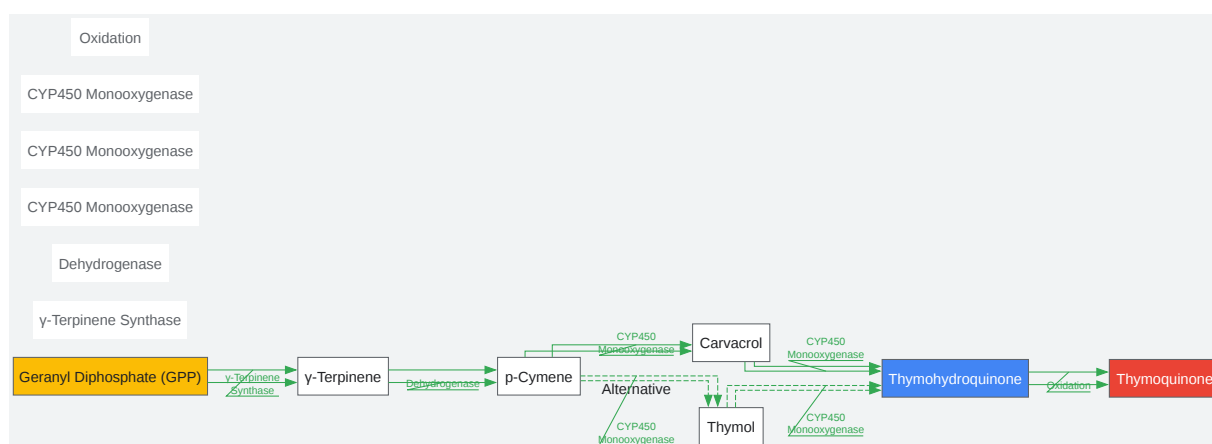 Oxidation
CYP450 Monooxygenase
CYP450 Monooxygenase
CYP450 Monooxygenase
Dehydrogenase
γ-Terpinene Synthase
Geranyl Diphosphate (GPP)
γ-Terpinene
Synthase
γ-Terpinene
Dehydrogenase
p-Cymene
CYP450
Monooxygenase
Alternative
CYP450
Monooxygenase
Carvacrol
Thymol
CYP450
Monooxygenase
CYP450
Monooxygenase
Thymohydroquinone
Oxidation
Thymoquinone